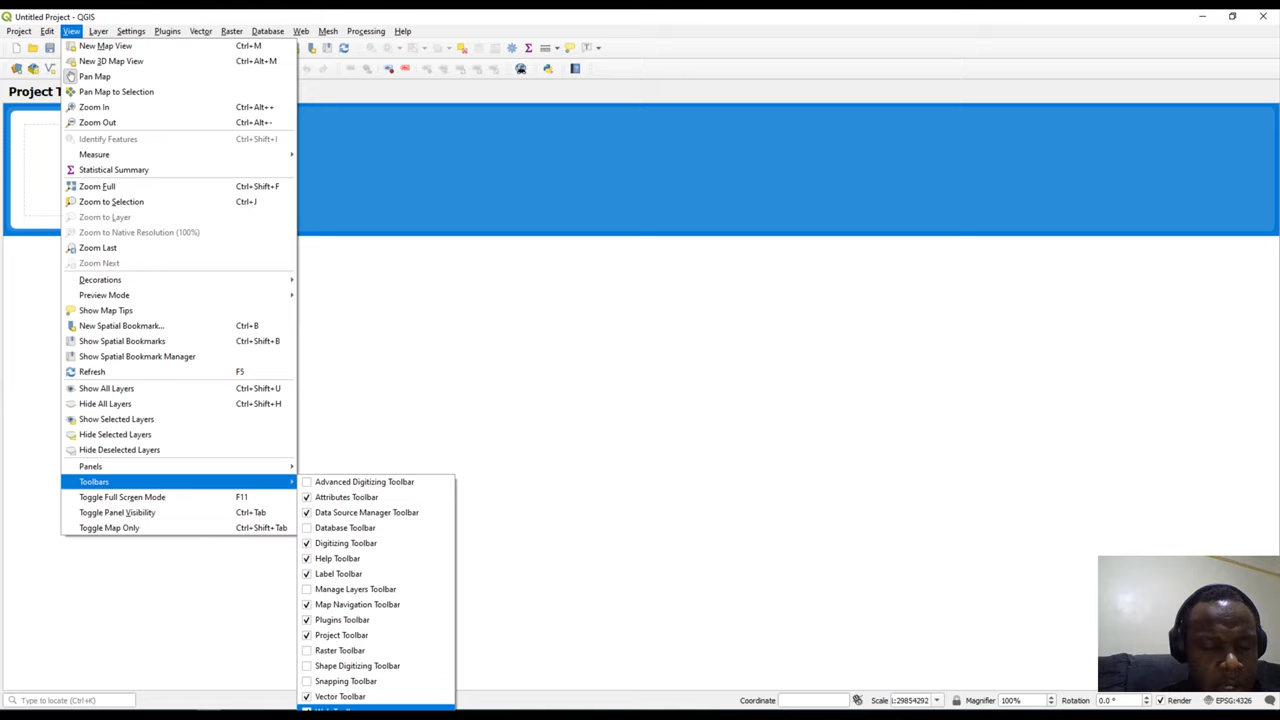 Untitled Project - QGIS
Project Edit View Layer Settings Plugins Vector Raster Database Web Mesh Processing Help
New Map View Ctrl+M
New 3D Map View Ctrl+Alt+M
Pan Map
Pan Map to Selection
Project
Zoom In Ctrl+Alt++
Zoom Out Ctrl+Alt+-
Identify Features Ctrl+Shift+I
Measure
Statistical Summary
Zoom Full Ctrl+Shift+F
Zoom to Selection Ctrl+J
Zoom to Layer
Zoom to Native Resolution (100%)
Zoom Last
Zoom Next
Decorations
Preview Mode
Show Map Tips
New Spatial Bookmark... Ctrl+B
Show Spatial Bookmarks Ctrl+Shift+B
Show Spatial Bookmark Manager
Refresh F5
Show All Layers Ctrl+Shift+U
Hide All Layers Ctrl+Shift+H
Show Selected Layers
Hide Selected Layers
Hide Deselected Layers
Panels
Toolbars
Toggle Full Screen Mode F11
Toggle Panel Visibility Ctrl+Tab
Toggle Map Only Ctrl+Shift+Tab
Advanced Digitizing Toolbar
Attributes Toolbar
Data Source Manager Toolbar
Database Toolbar
Digitizing Toolbar
Help Toolbar
Label Toolbar
Manage Layers Toolbar
Map Navigation Toolbar
Plugins Toolbar
Project Toolbar
Raster Toolbar
Shape Digitizing Toolbar
Snapping Toolbar
Vector Toolbar
Type to locate (Ctrl+K)
Coordinate Scale 1:29854292 Magnifier 100% Rotation 0.0 ° Render EPSG:4326